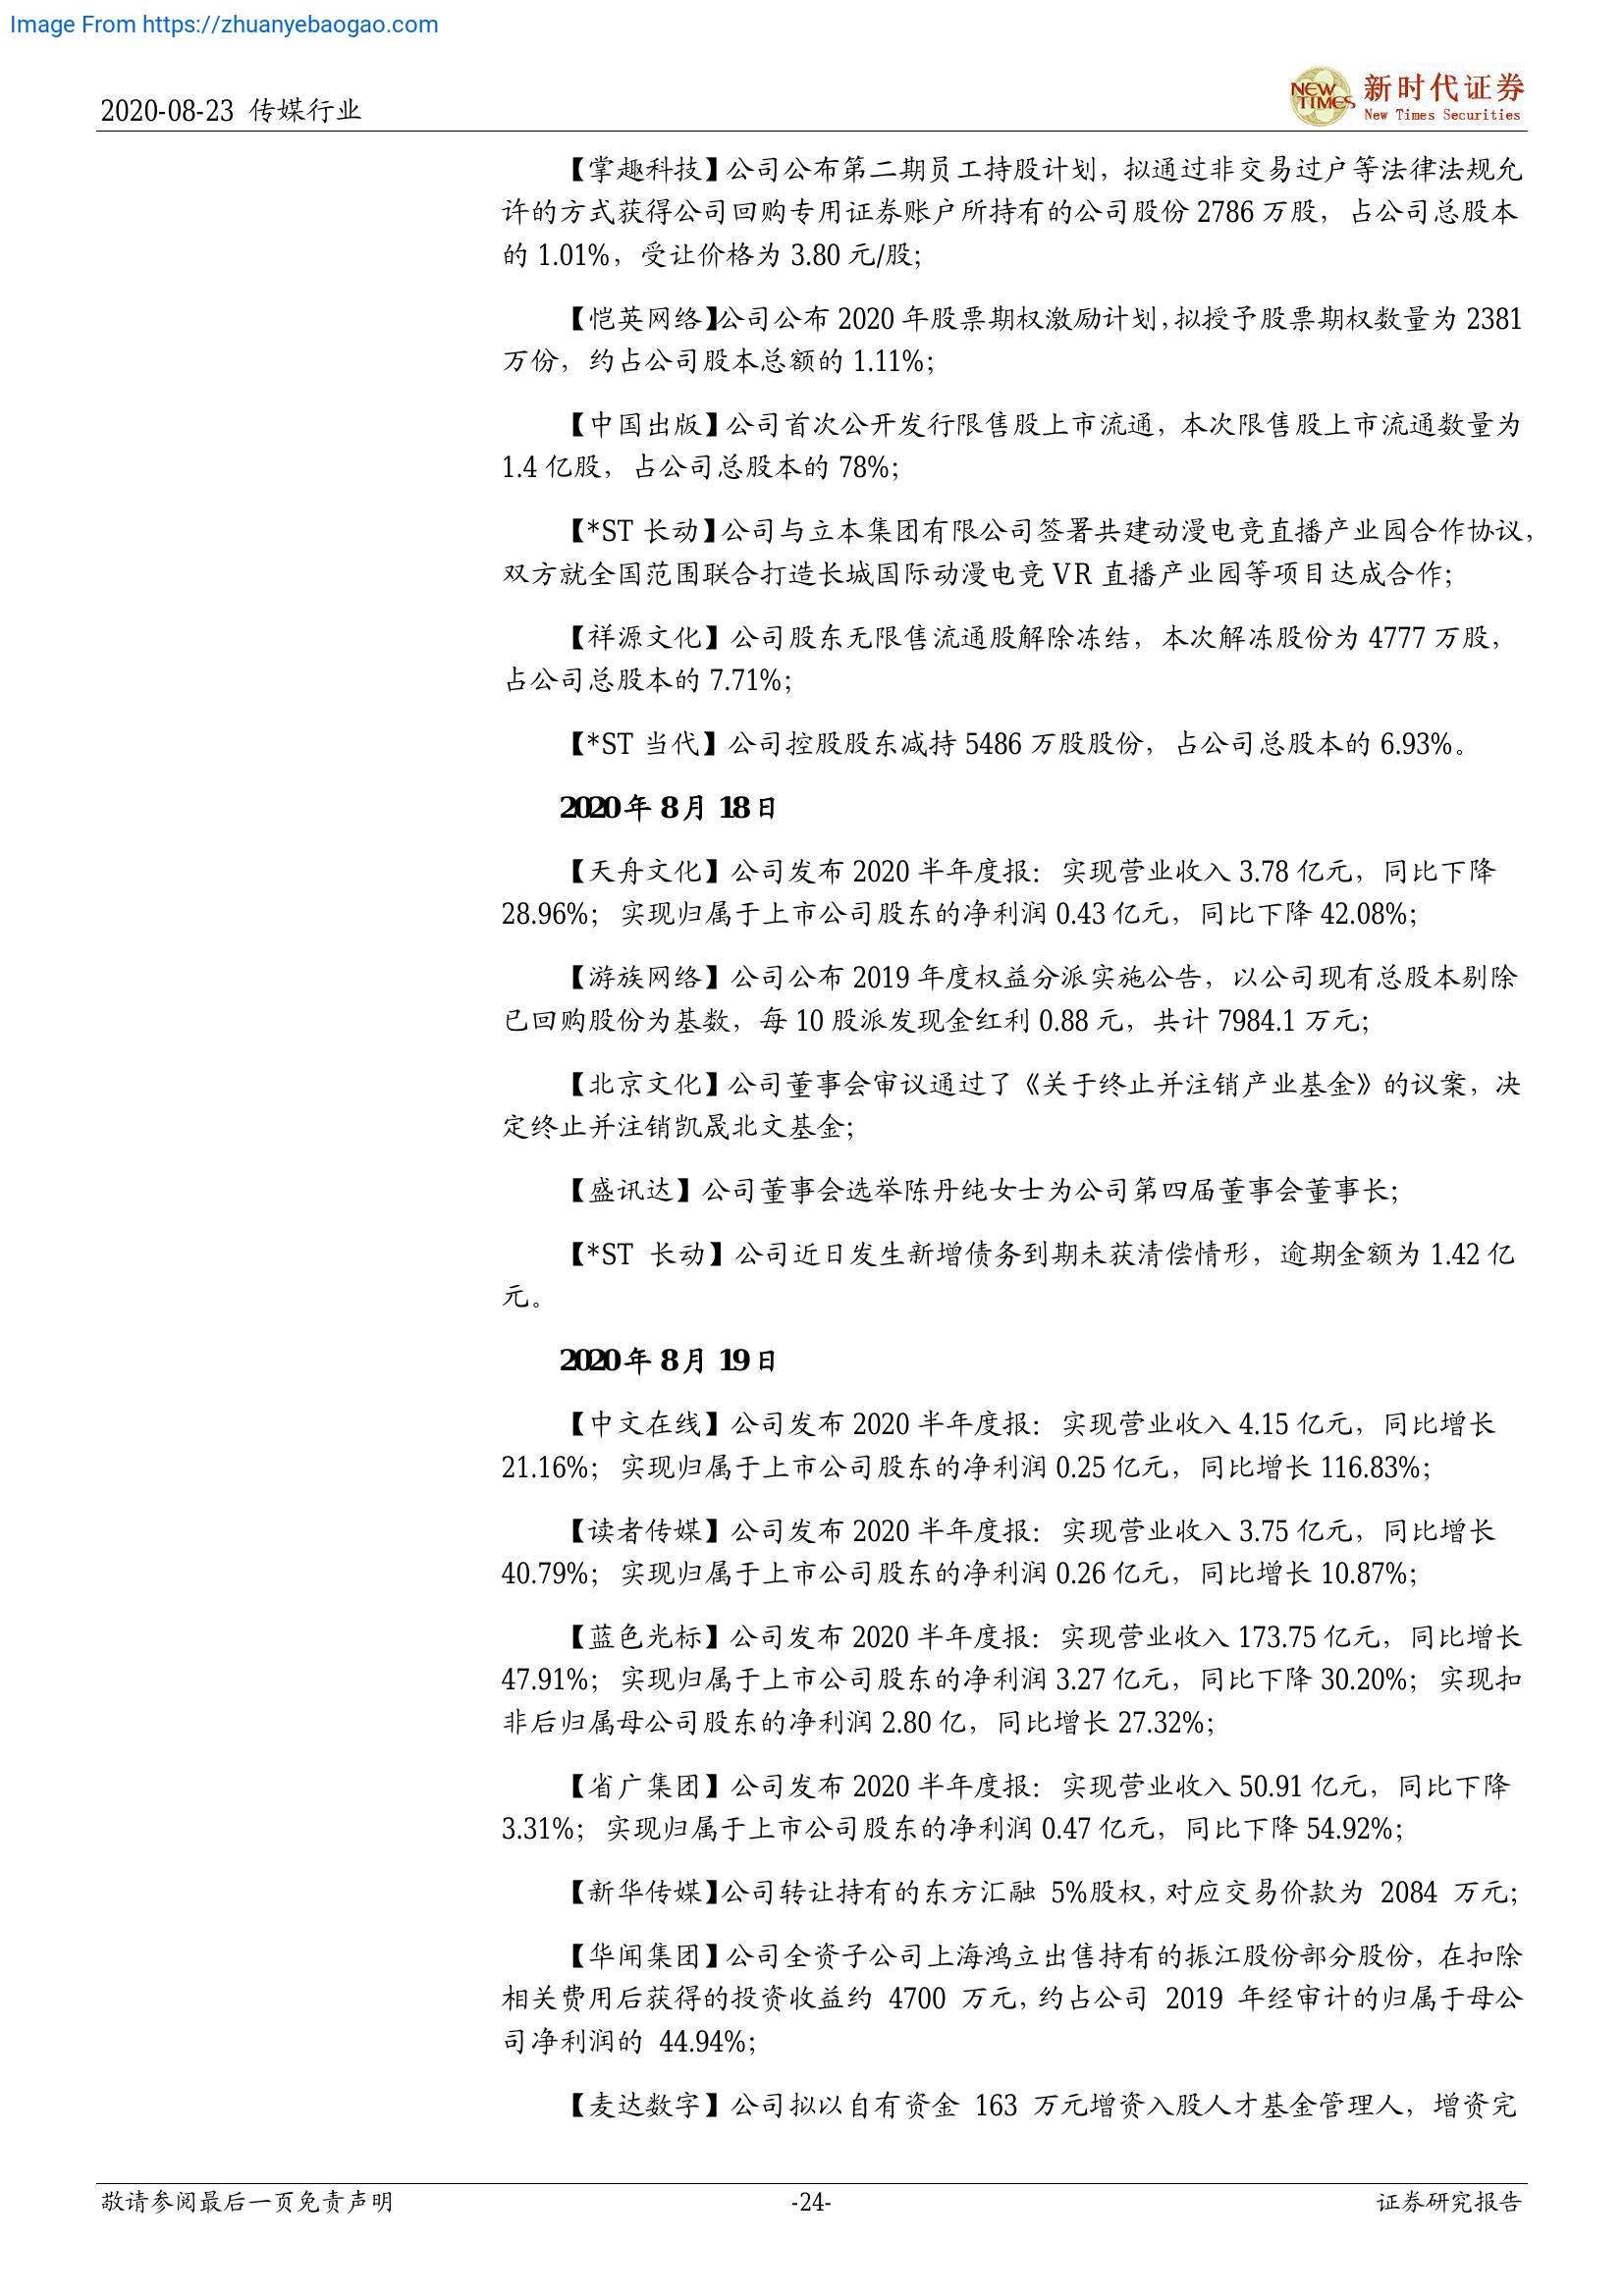 Image From https://zhuanyebaogao.com
2020-08-23 传媒行业
NEW TIMES
新时代证券
New Times Securities
【掌趣科技】公司公布第二期员工持股计划，拟通过非交易过户等法律法规允
许的方式获得公司回购专用证券账户所持有的公司股份 2786 万股，占公司总股本
的 1.01%，受让价格为 3.80 元/股；
【恺英网络】公司公布 2020 年股票期权激励计划，拟授予股票期权数量为 2381
万份，约占公司股本总额的 1.11%；
【中国出版】公司首次公开发行限售股上市流通，本次限售股上市流通数量为
1.4 亿股，占公司总股本的 78%；
【*ST 长动】公司与立本集团有限公司签署共建动漫电竞直播产业园合作协议，
双方就全国范围联合打造长城国际动漫电竞 VR 直播产业园等项目达成合作；
【祥源文化】公司股东无限售流通股解除冻结，本次解冻股份为 4777 万股，
占公司总股本的 7.71%；
【*ST 当代】公司控股股东减持 5486 万股股份，占公司总股本的 6.93%。
2020 年 8 月 18 日
【天舟文化】公司发布 2020 半年度报：实现营业收入 3.78 亿元，同比下降
28.96%；实现归属于上市公司股东的净利润 0.43 亿元，同比下降 42.08%；
【游族网络】公司公布 2019 年度权益分派实施公告，以公司现有总股本剔除
已回购股份为基数，每 10 股派发现金红利 0.88 元，共计 7984.1 万元；
【北京文化】公司董事会审议通过了《关于终止并注销产业基金》的议案，决
定终止并注销凯晟北文基金；
【盛讯达】公司董事会选举陈丹纯女士为公司第四届董事会董事长；
【*ST 长动】公司近日发生新增债务到期未获清偿情形，逾期金额为 1.42 亿
元。
2020 年 8 月 19 日
【中文在线】公司发布 2020 半年度报：实现营业收入 4.15 亿元，同比增长
21.16%；实现归属于上市公司股东的净利润 0.25 亿元，同比增长 116.83%；
【读者传媒】公司发布 2020 半年度报：实现营业收入 3.75 亿元，同比增长
40.79%；实现归属于上市公司股东的净利润 0.26 亿元，同比增长 10.87%；
【蓝色光标】公司发布 2020 半年度报：实现营业收入 173.75 亿元，同比增长
47.91%；实现归属于上市公司股东的净利润 3.27 亿元，同比下降 30.20%；实现扣
非后归属母公司股东的净利润 2.80 亿，同比增长 27.32%；
【省广集团】公司发布 2020 半年度报：实现营业收入 50.91 亿元，同比下降
3.31%；实现归属于上市公司股东的净利润 0.47 亿元，同比下降 54.92%；
【新华传媒】公司转让持有的东方汇融 5%股权，对应交易价款为 2084 万元；
【华闻集团】公司全资子公司上海鸿立出售持有的振江股份部分股份，在扣除
相关费用后获得的投资收益约 4700 万元，约占公司 2019 年经审计的归属于母公
司净利润的 44.94%；
【麦达数字】公司拟以自有资金 163 万元增资入股人才基金管理人，增资完
敬请参阅最后一页免责声明
-24-
证券研究报告